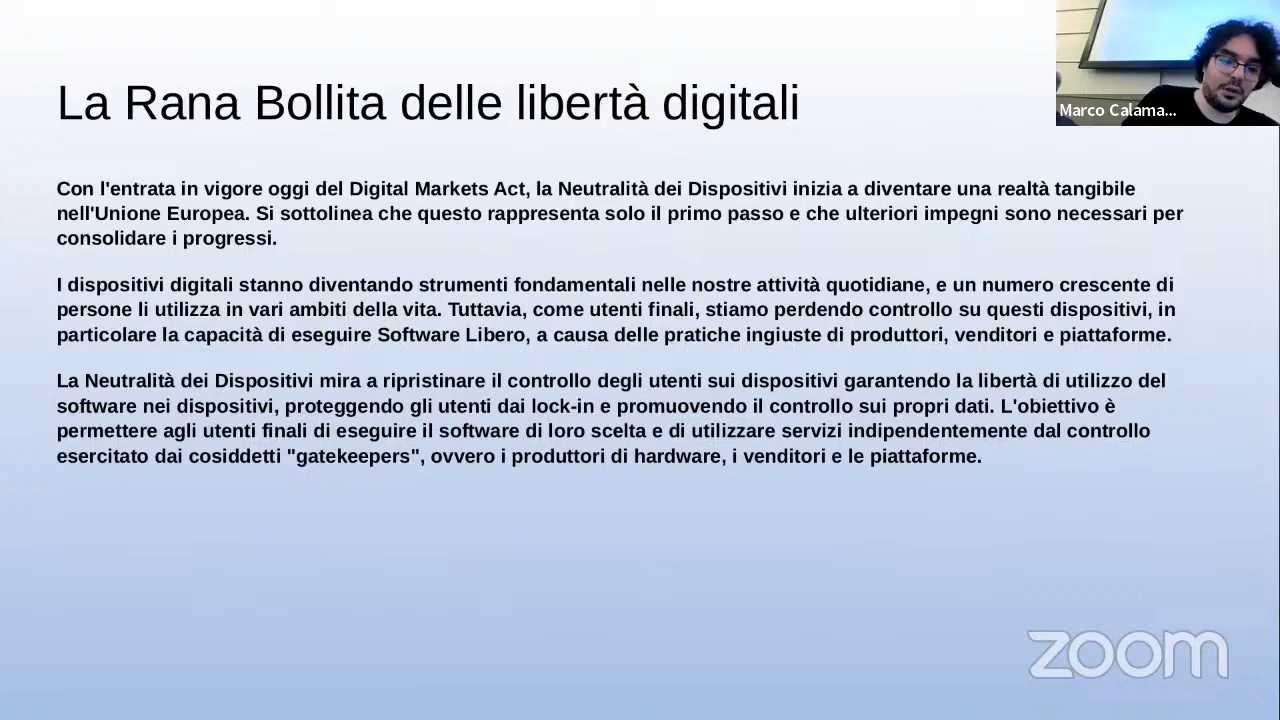 La Rana Bollita delle libertà digitali
Marco Calama...
Con l'entrata in vigore oggi del Digital Markets Act, la Neutralità dei Dispositivi inizia a diventare una realtà tangibile
nell'Unione Europea. Si sottolinea che questo rappresenta solo il primo passo e che ulteriori impegni sono necessari per
consolidare i progressi.
I dispositivi digitali stanno diventando strumenti fondamentali nelle nostre attività quotidiane, e un numero crescente di
persone li utilizza in vari ambiti della vita. Tuttavia, come utenti finali, stiamo perdendo controllo su questi dispositivi, in
particolare la capacità di eseguire Software Libero, a causa delle pratiche ingiuste di produttori, venditori e piattaforme.
La Neutralità dei Dispositivi mira a ripristinare il controllo degli utenti sui dispositivi garantendo la libertà di utilizzo del
software nei dispositivi, proteggendo gli utenti dai lock-in e promuovendo il controllo sui propri dati. L'obiettivo è
permettere agli utenti finali di eseguire il software di loro scelta e di utilizzare servizi indipendentemente dal controllo
esercitato dai cosiddetti "gatekeepers", ovvero i produttori di hardware, i venditori e le piattaforme.
zoom